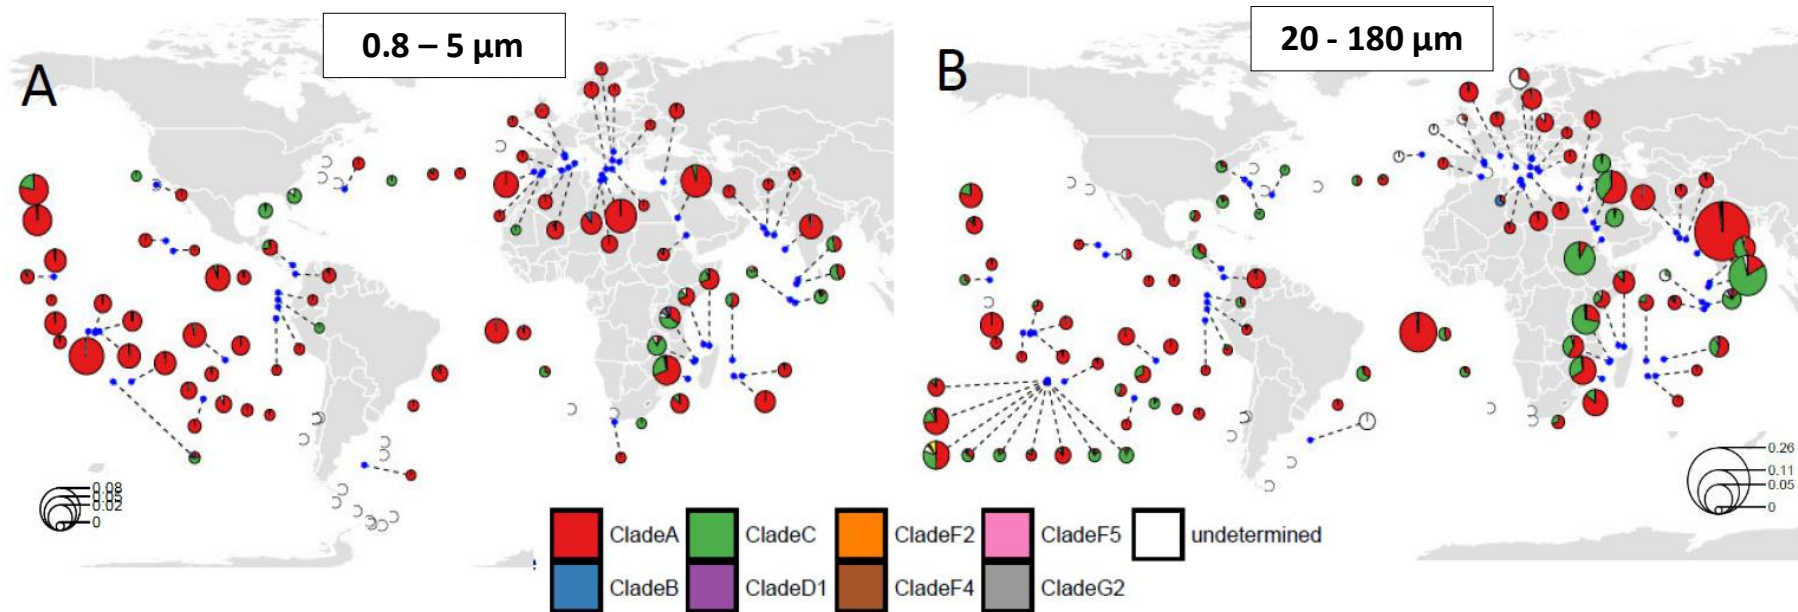 A
0.8 – 5 µm
B
20 - 180 µm
0.08
0.02
0
0.26
0.11
0.05
0
CladeA
CladeC
CladeF2
CladeF5
undetermined
CladeB
CladeD1
CladeF4
CladeG2